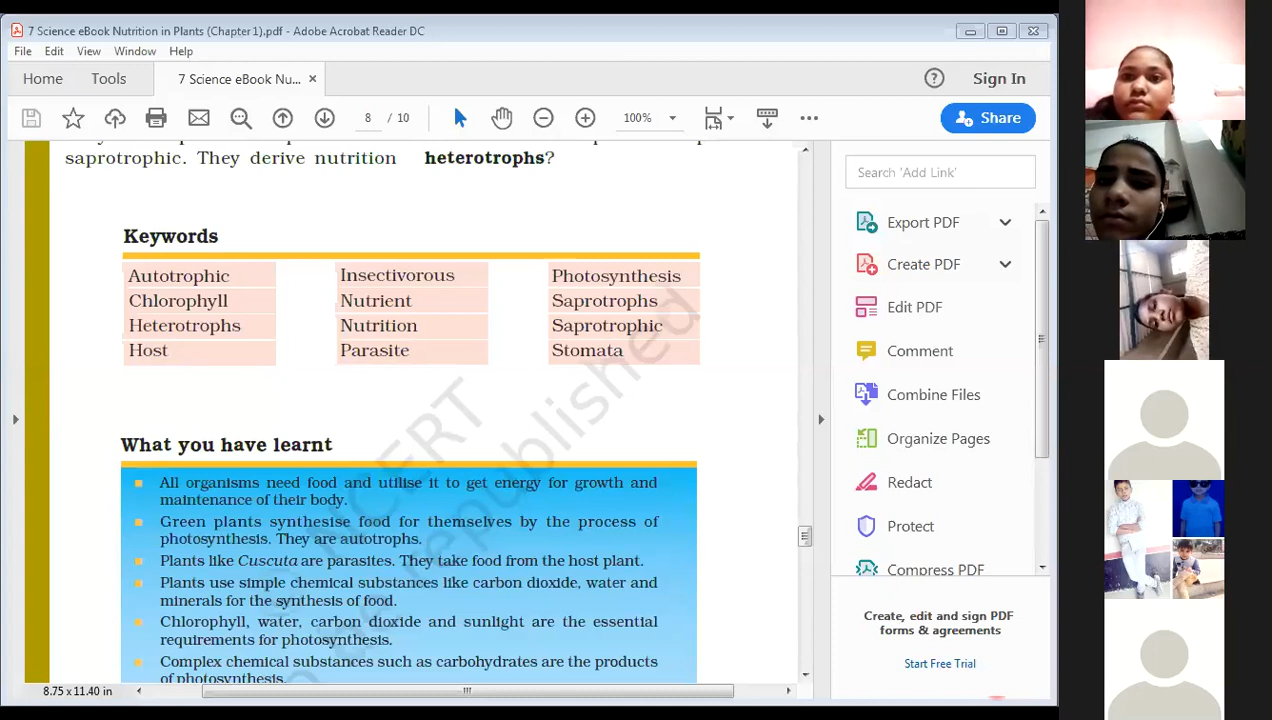 7 Science eBook Nutrition in Plants (Chapter1).pdf - Adobe Acrobat Reader DC
File Edit View Window Help
Home Tools 7 Science eBook Nu... × ? Sign In
8 / 10 100% Share
saprotrophic. They derive nutrition heterotrophs?
Search 'Add Link'
Export PDF
Create PDF
Edit PDF
Comment
Combine Files
Organize Pages
Redact
Protect
Compress PDF
Keywords
Autotrophic Insectivorous Photosynthesis
Chlorophyll Nutrient Saprotrophs
Heterotrophs Nutrition Saprotrophic
Host Parasite Stomata
What you have learnt
All organisms need food and utilise it to get energy for growth and
maintenance of their body.
Green plants synthesise food for themselves by the process of
photosynthesis. They are autotrophs.
Plants like Cuscuta are parasites. They take food from the host plant.
Plants use simple chemical substances like carbon dioxide, water and
minerals for the synthesis of food.
Chlorophyll, water, carbon dioxide and sunlight are the essential
requirements for photosynthesis.
Complex chemical substances such as carbohydrates are the products
of photosynthesis.
NCERT
republished
Create, edit and sign PDF
forms & agreements
Start Free Trial
8.75 x 11.40 in